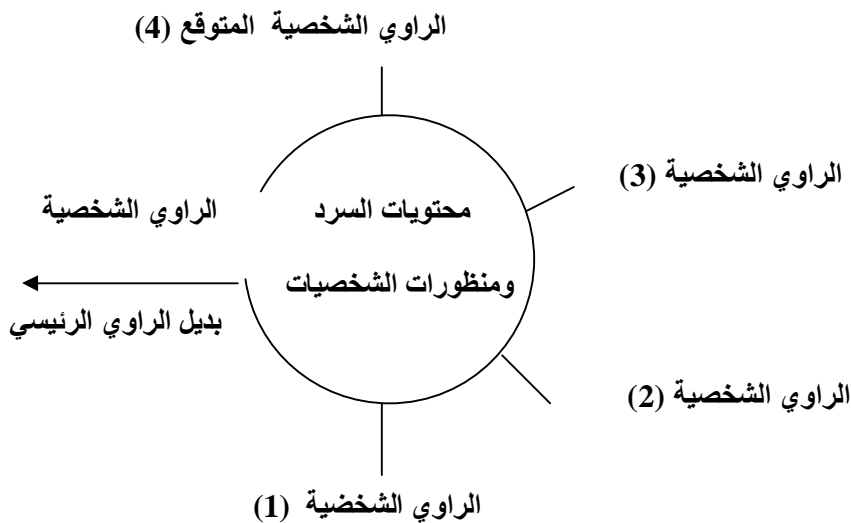 الراوي الشخصية المتوقع (4)
الراوي الشخصية (3)
محتويات السرد
الراوي الشخصية
ومنظورات الشخصيات
بديل الراوي الرئيسي
الراوي الشخصية (2)
الراوي الشخضية (1)